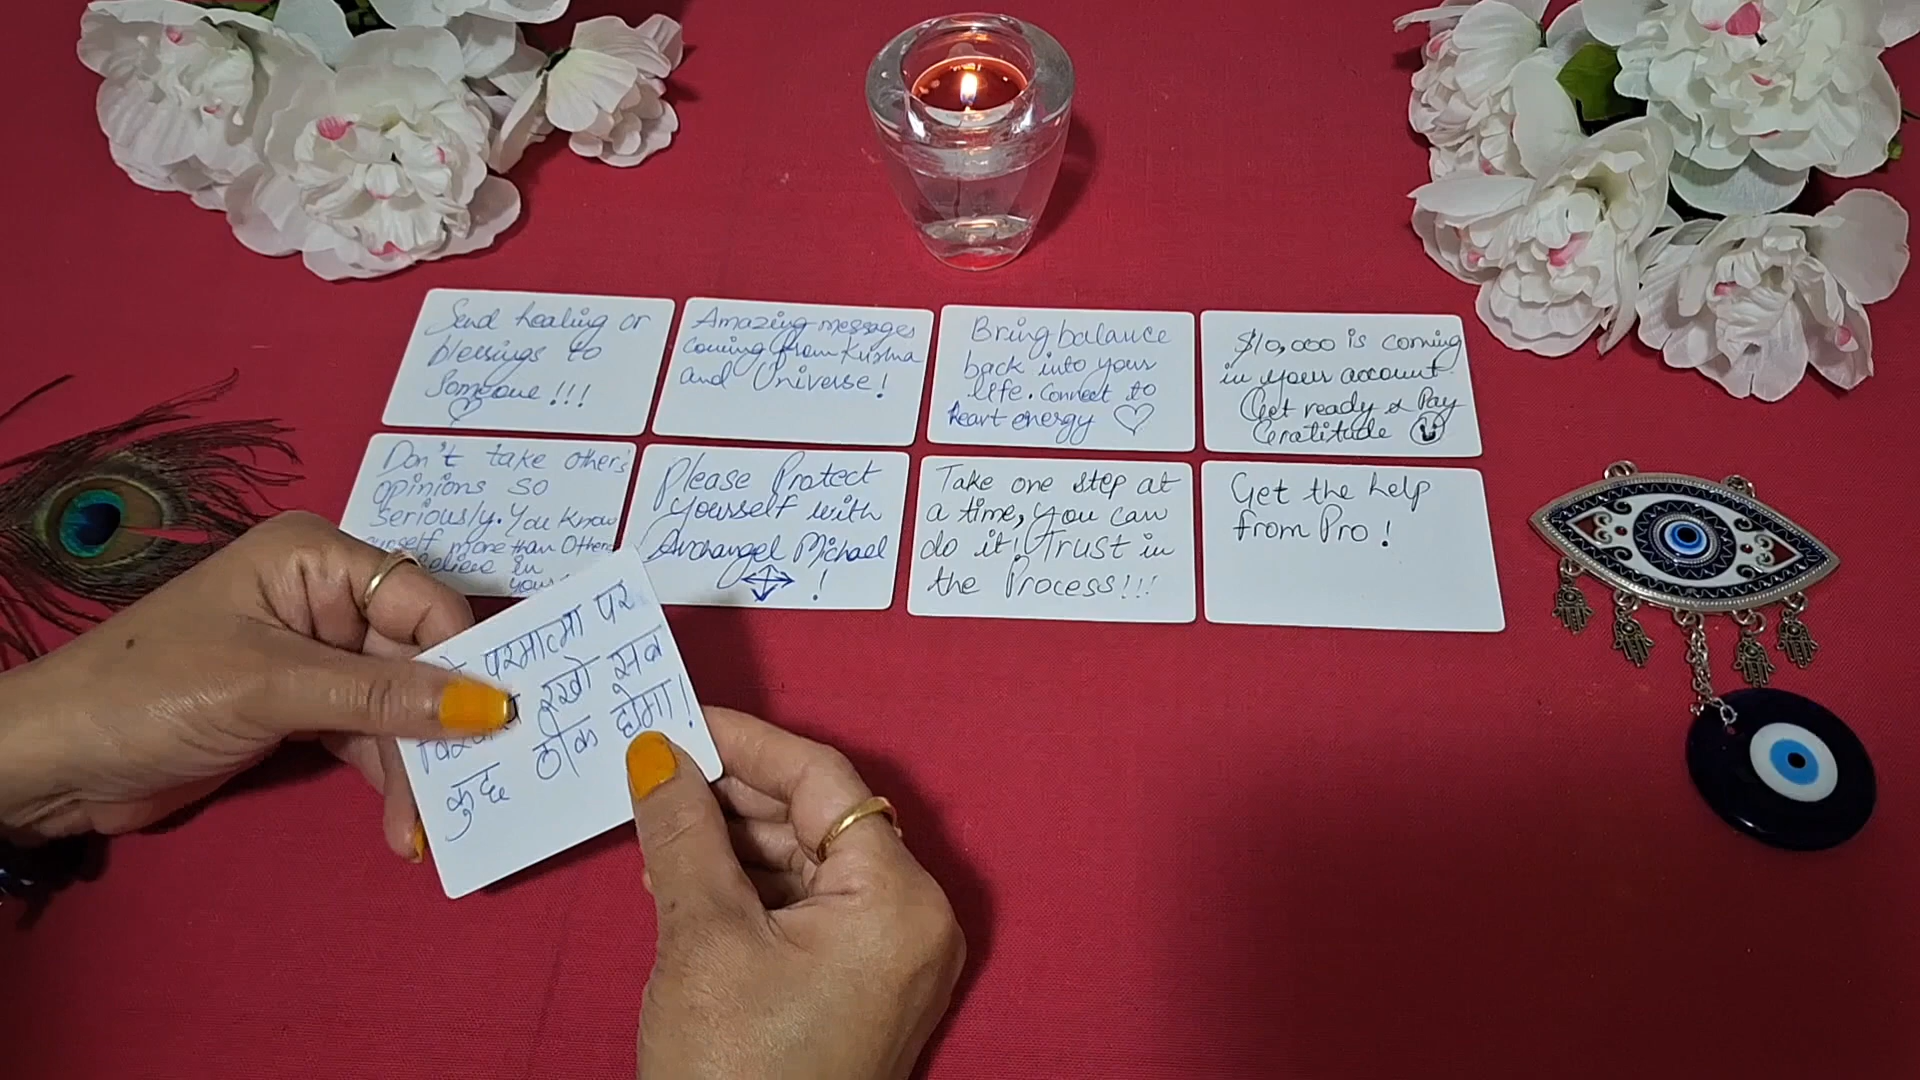 Send healing or
blessings to
Someone !!!
Amazing messages
coming from Krishna
and Universe!
Bring balance
back into your
life. Connect to
heart energy
$10,000 is coming
in your account.
Get ready & Pay
Gratitude
Don't take other's
opinions so
seriously. You know
more than others
in
Please Protect
yourself with
Archangel Michael
!
Take one step at
a time, you can
do it! Trust in
the Process!!!
Get the help
from Pro!
परमात्मा पर
रखो सब
कुछ ठीक होगा!